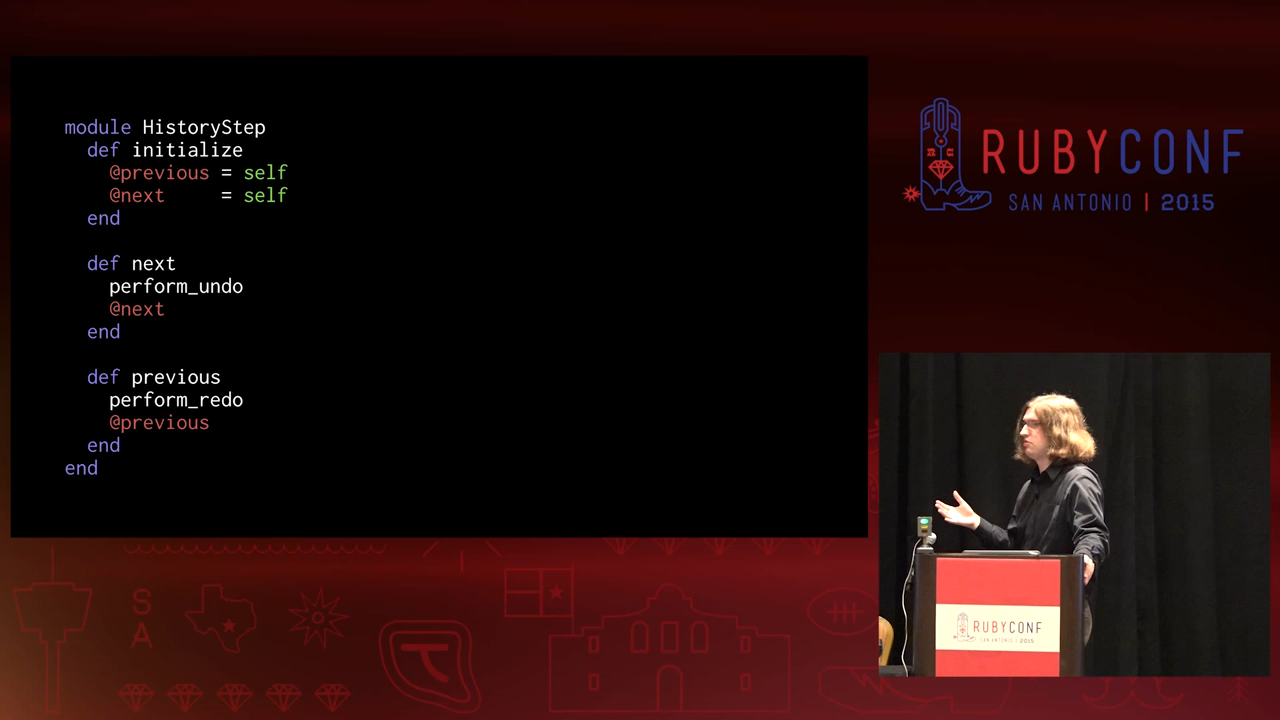 module HistoryStep
  def initialize
    @previous = self
    @next     = self
  end

  def next
    perform_undo
    @next
  end

  def previous
    perform_redo
    @previous
  end
end
RUBYCONF
SAN ANTONIO | 2015
S
A
RUBYCONF
SAN ANTONIO | 2015